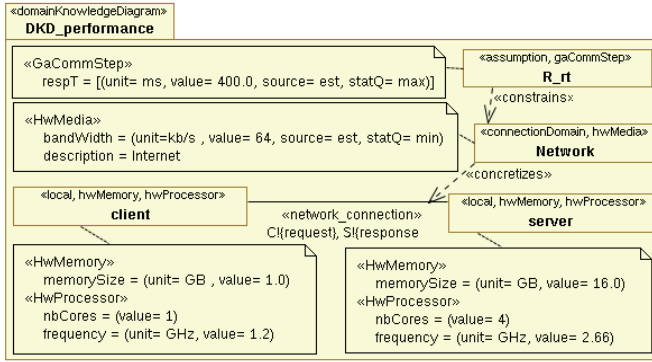 «domainKnowledgeDiagram»
DKD_performance
«GaCommStep»
respT = [(unit= ms, value= 400.0, source= est, statQ= max)]
«assumption, gaCommStep»
R_rt
«constrains»
«HwMedia»
bandWidth = (unit=kb/s , value= 64, source= est, statQ= min)
description = Internet
«connectionDomain, hwMedia»
Network
«concretizes»
«local, hwMemory, hwProcessor»
client
«network_connection»
C!{request}, S!{response
«local, hwMemory, hwProcessor»
server
«HwMemory»
memorySize = (unit= GB , value= 1.0)
«HwProcessor»
nbCores = (value= 1)
frequency = (unit= GHz, value= 1.2)
«HwMemory»
memorySize = (unit= GB, value= 16.0)
«HwProcessor»
nbCores = (value= 4)
frequency = (unit= GHz, value= 2.66)